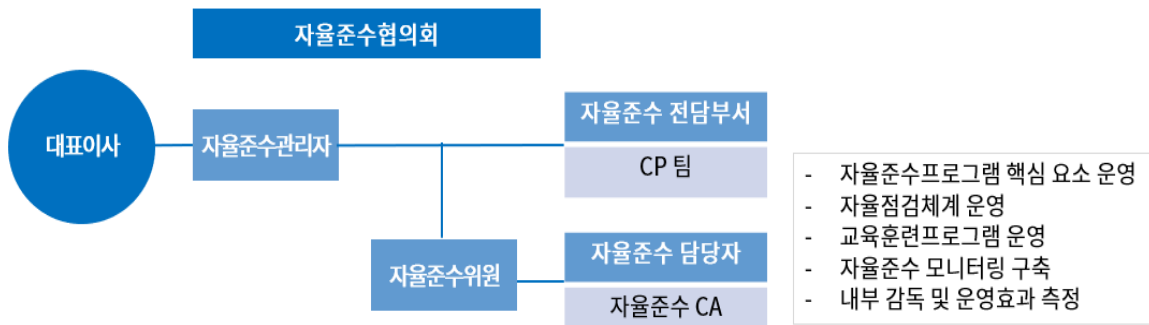 자율준수협의회
대표이사
자율준수관리자
자율준수 전담부서
CP 팀
자율준수위원
자율준수 담당자
자율준수 CA
- 자율준수프로그램 핵심 요소 운영
- 자율점검체계 운영
- 교육훈련프로그램 운영
- 자율준수 모니터링 구축
- 내부 감독 및 운영효과 측정